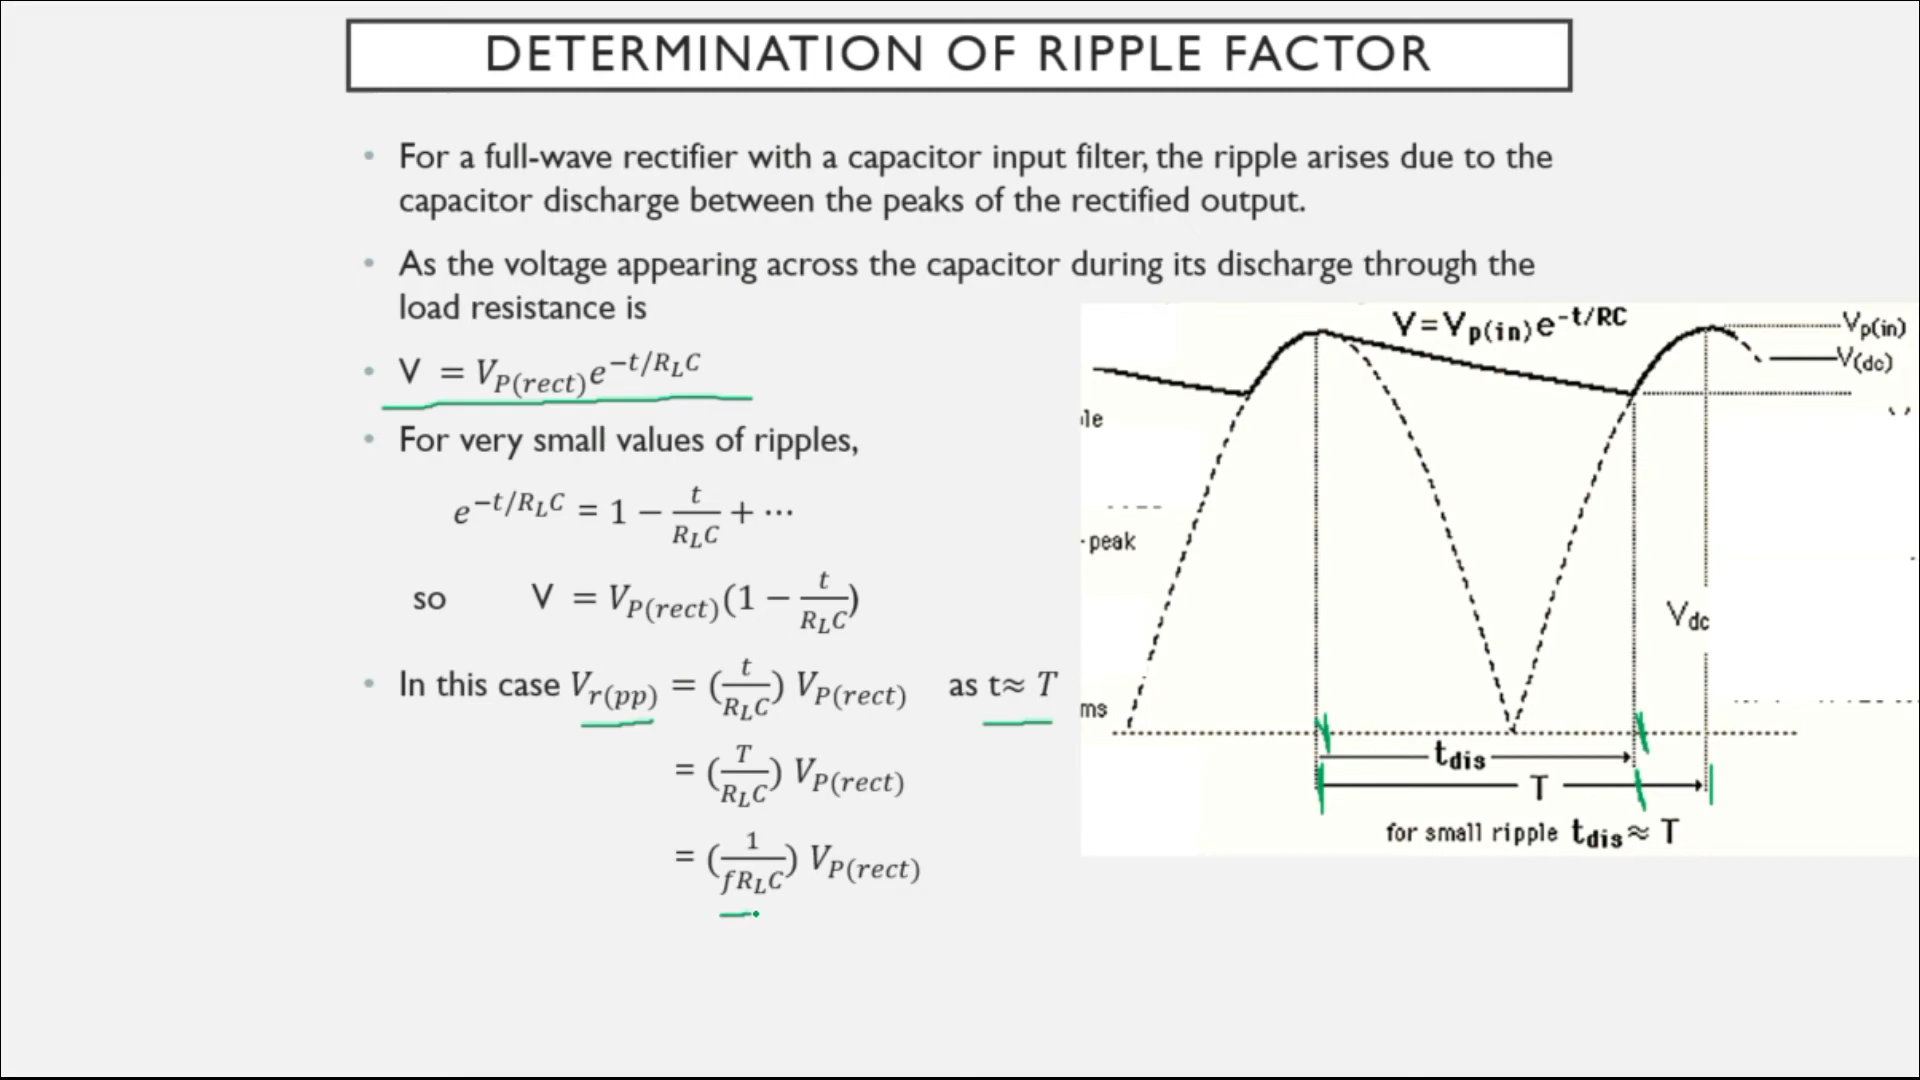 DETERMINATION OF RIPPLE FACTOR
• For a full-wave rectifier with a capacitor input filter, the ripple arises due to the
capacitor discharge between the peaks of the rectified output.
• As the voltage appearing across the capacitor during its discharge through the
load resistance is
• V = V_{P(rect)}e^{−t/R_LC}
• For very small values of ripples,
e^{−t/R_LC} = 1 − t/R_LC + ⋯
so V = V_{P(rect)}(1 − t/R_LC)
• In this case V_{r(pp)} = (t/R_LC) V_{P(rect)} as t≈ T
= (T/R_LC) V_{P(rect)}
= (1/fR_LC) V_{P(rect)}
V=V_{p(in)}e^{-t/RC}
V_{p(in)}
V_{(dc)}
le
-peak
V_{dc}
ms
t_{dis}
T
for small ripple t_{dis}≈ T